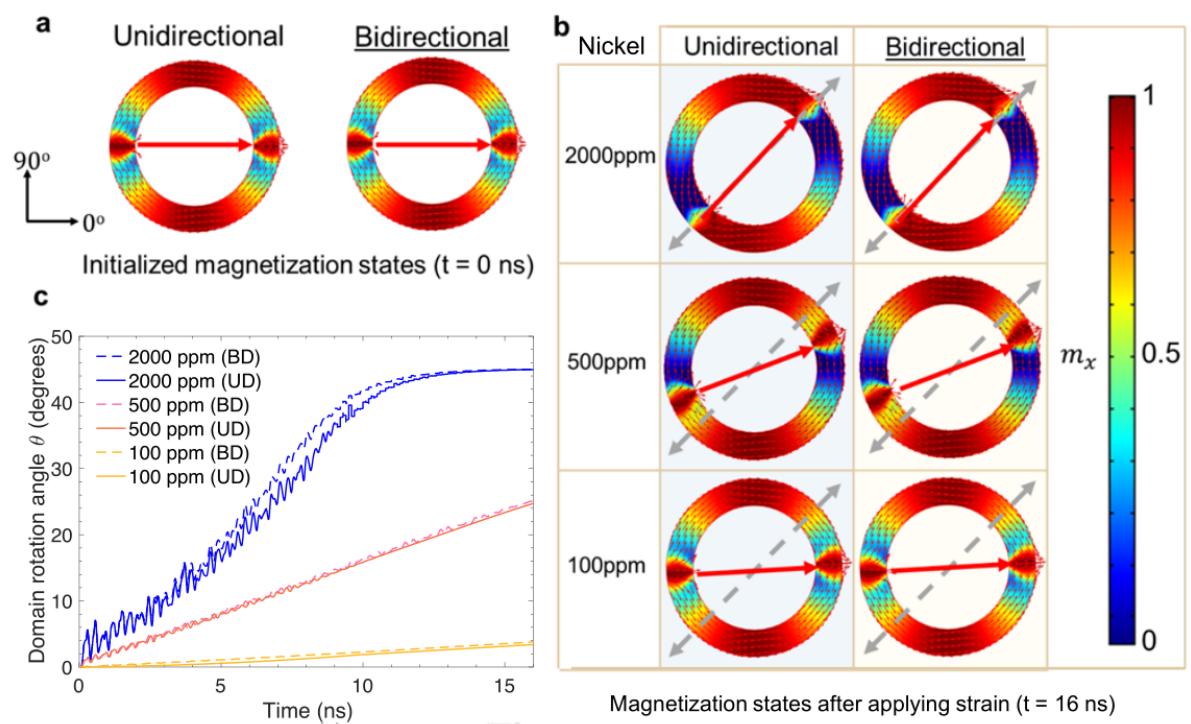 a
Unidirectional
Bidirectional
90°
0°
Initialized magnetization states (t = 0 ns)
b
Nickel
Unidirectional
Bidirectional
2000ppm
500ppm
100ppm
1
0.5
0
mₓ
Magnetization states after applying strain (t = 16 ns)
c
Domain rotation angle θ (degrees)
50
40
30
20
10
0
2000 ppm (BD)
2000 ppm (UD)
500 ppm (BD)
500 ppm (UD)
100 ppm (BD)
100 ppm (UD)
0
5
10
15
Time (ns)